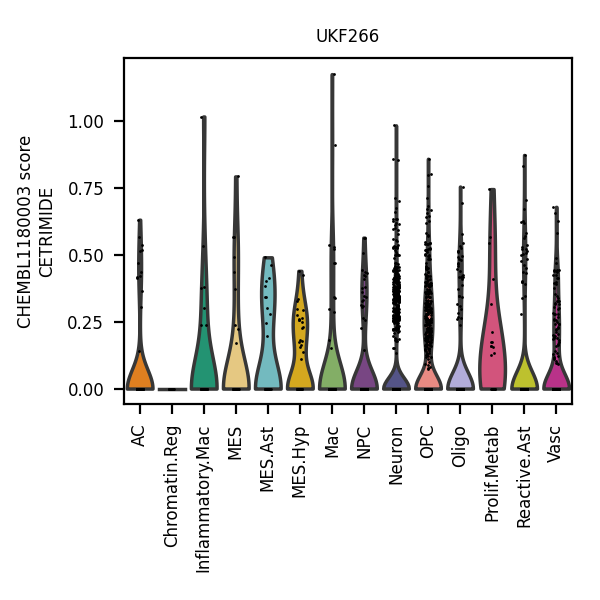 UKF266
CHEMBL1180003 score
CETRIMIDE
1.00
0.75
0.50
0.25
0.00
AC
Chromatin.Reg
Inflammatory.Mac
MES
MES.Ast
MES.Hyp
Mac
NPC
Neuron
OPC
Oligo
Prolif.Metab
Reactive.Ast
Vasc